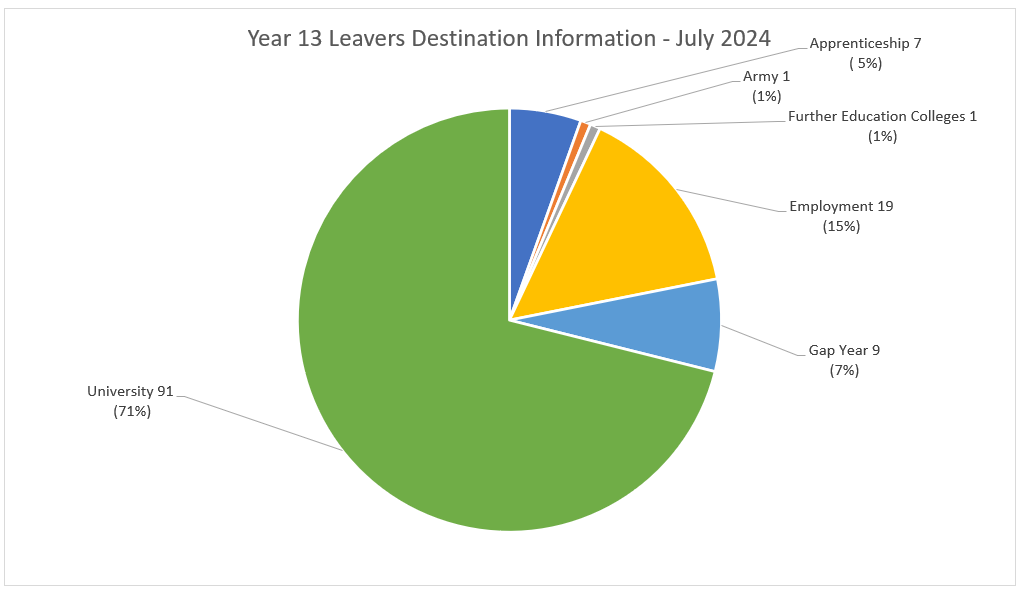 Year 13 Leavers Destination Information - July 2024
Apprenticeship 7
( 5%)
Army 1
(1%)
Further Education Colleges 1
(1%)
Employment 19
(15%)
Gap Year 9
(7%)
University 91
(71%)